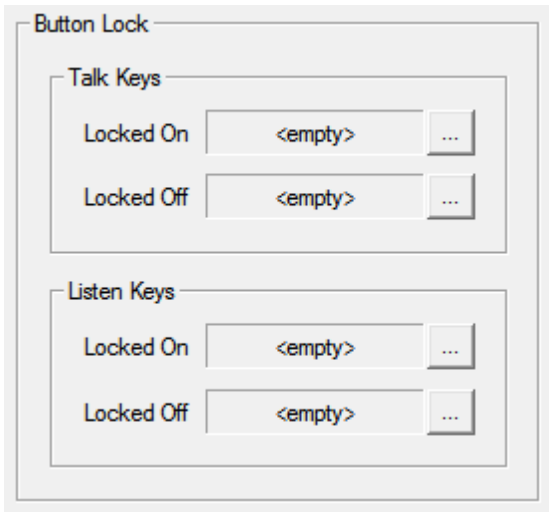 Button Lock
Talk Keys
Locked On <empty> ...
Locked Off <empty> ...
Listen Keys
Locked On <empty> ...
Locked Off <empty> ...